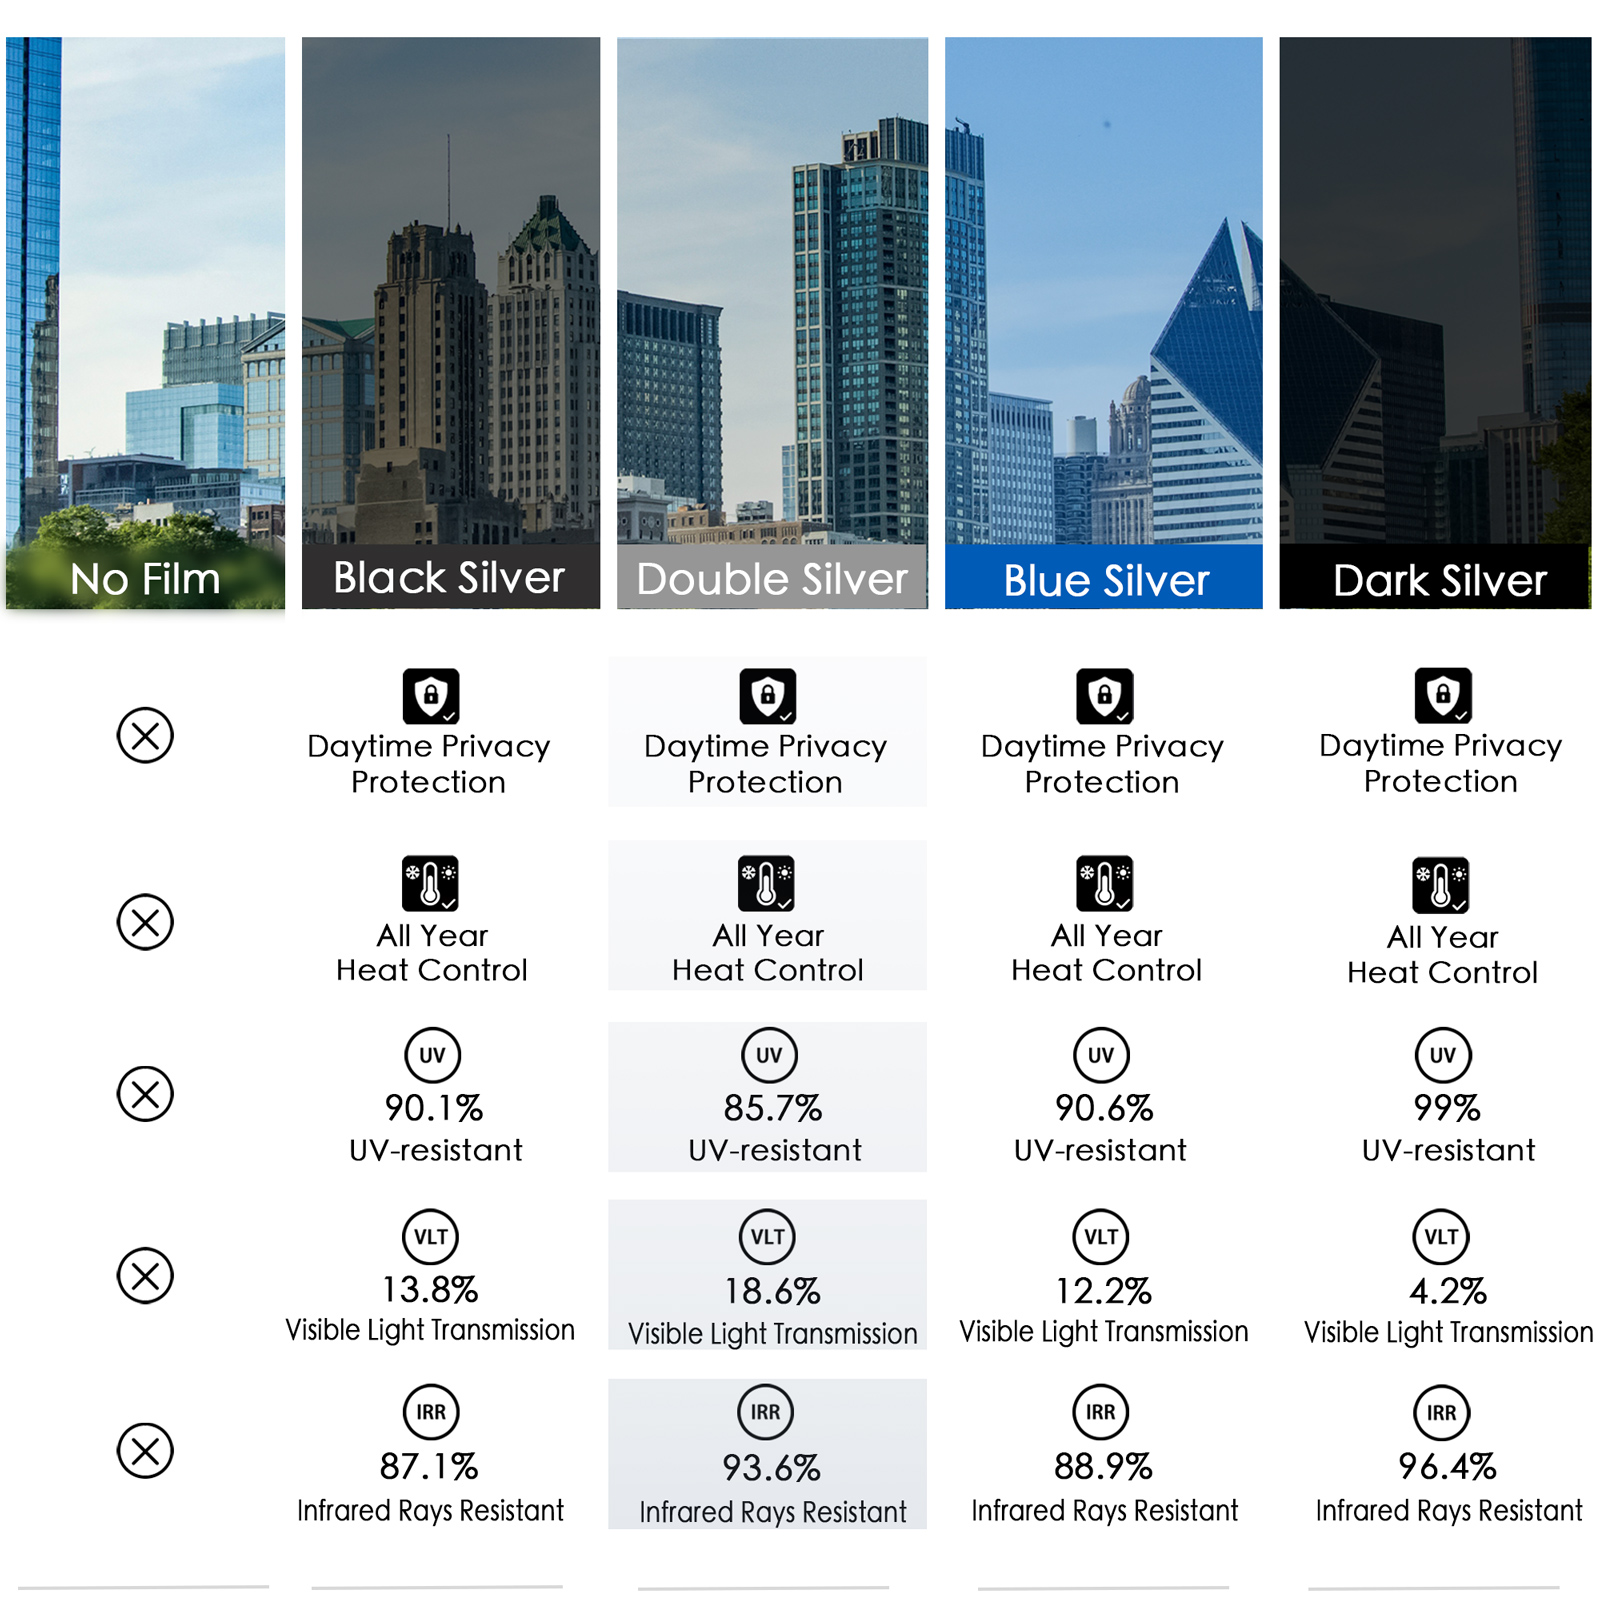 No Film
Black Silver
Double Silver
Blue Silver
Dark Silver
Daytime Privacy
Protection
Daytime Privacy
Protection
Daytime Privacy
Protection
Daytime Privacy
Protection
All Year
Heat Control
All Year
Heat Control
All Year
Heat Control
All Year
Heat Control
UV
90.1%
UV-resistant
UV
85.7%
UV-resistant
UV
90.6%
UV-resistant
UV
99%
UV-resistant
VLT
13.8%
Visible Light Transmission
VLT
18.6%
Visible Light Transmission
VLT
12.2%
Visible Light Transmission
VLT
4.2%
Visible Light Transmission
IRR
87.1%
Infrared Rays Resistant
IRR
93.6%
Infrared Rays Resistant
IRR
88.9%
Infrared Rays Resistant
IRR
96.4%
Infrared Rays Resistant